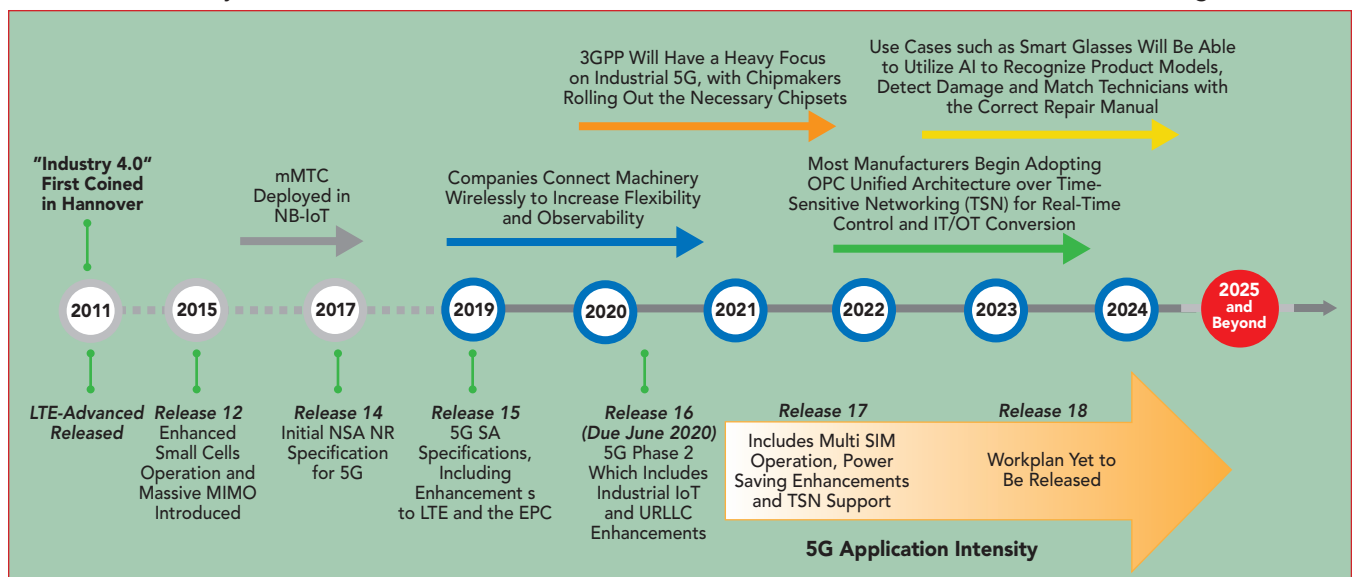 3GPP Will Have a Heavy Focus
on Industrial 5G, with Chipmakers
Rolling Out the Necessary Chipsets
Use Cases such as Smart Glasses Will Be Able
to Utilize AI to Recognize Product Models,
Detect Damage and Match Technicians with
the Correct Repair Manual
"Industry 4.0"
First Coined
in Hannover
mMTC
Deployed in
NB-IoT
Companies Connect Machinery
Wirelessly to Increase Flexibility
and Observability
Most Manufacturers Begin Adopting
OPC Unified Architecture over Time-
Sensitive Networking (TSN) for Real-Time
Control and IT/OT Conversion
2011
2015
2017
2019
2020
2021
2022
2023
2024
2025
and
Beyond
LTE-Advanced
Released
Release 12
Enhanced
Small Cells
Operation and
Massive MIMO
Introduced
Release 14
Initial NSA NR
Specification
for 5G
Release 15
5G SA
Specifications,
Including
Enhancement s
to LTE and the EPC
Release 16
(Due June 2020)
5G Phase 2
Which Includes
Industrial IoT
and URLLC
Enhancements
Release 17
Includes Multi SIM
Operation, Power
Saving Enhancements
and TSN Support
Release 18
Workplan Yet to
Be Released
5G Application Intensity